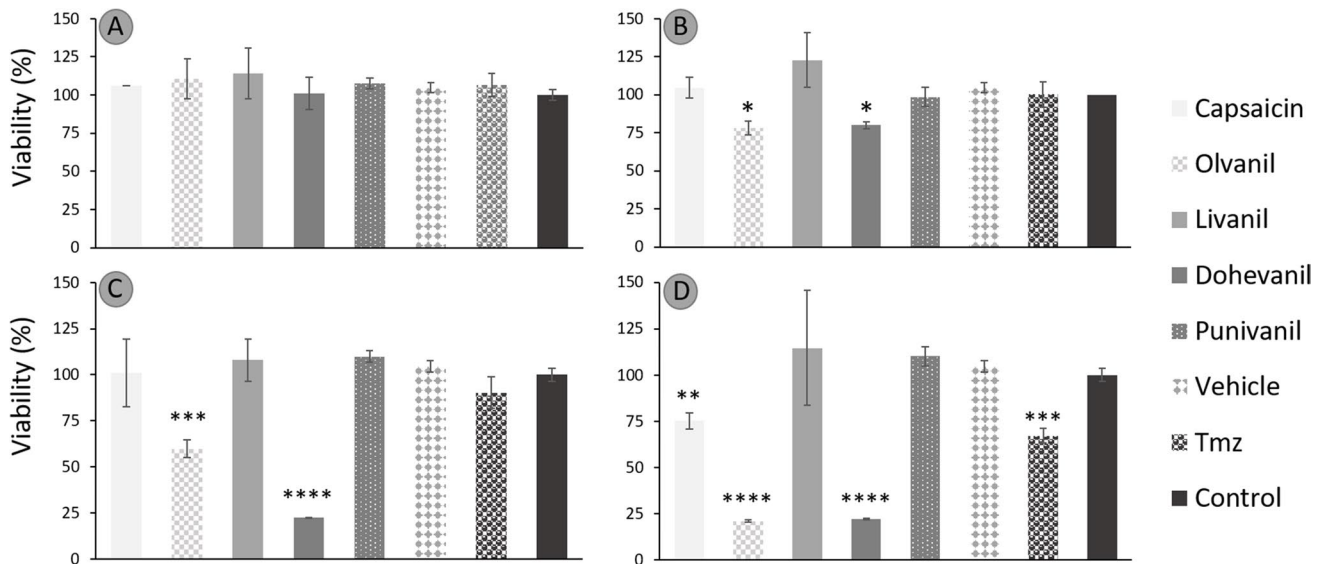 A
Viability (%)
150
125
100
75
50
25
0
B
150
125
100
75
50
25
0
*
*
C
Viability (%)
150
125
100
75
50
25
0
***
****
D
150
125
100
75
50
25
0
**
****
****
***
Capsaicin
Olvanil
Livanil
Dohevanil
Punivanil
Vehicle
Tmz
Control